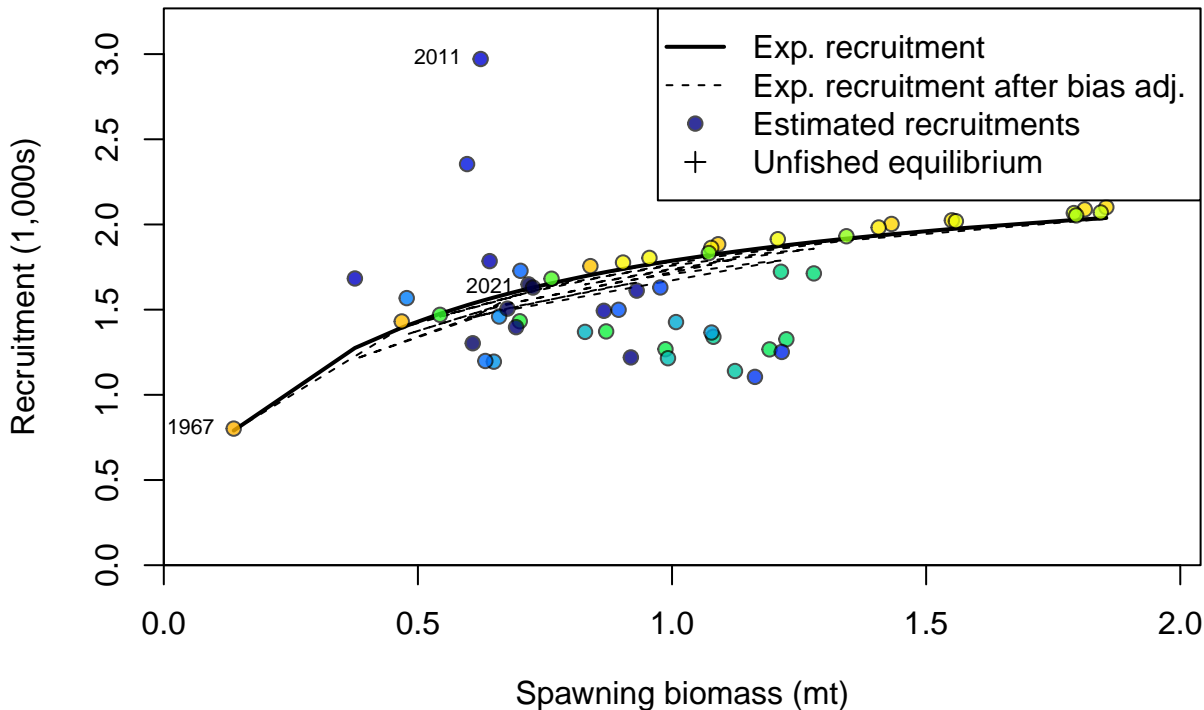 Exp. recruitment
Exp. recruitment after bias adj.
Estimated recruitments
Unfished equilibrium
Recruitment (1,000s)
3.0
2.5
2.0
1.5
1.0
0.5
0.0
2011
2021
1967
0.0 0.5 1.0 1.5 2.0
Spawning biomass (mt)